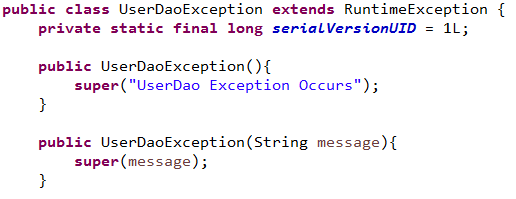 public class UserDaoException extends RuntimeException {
    private static final long serialVersionUID = 1L;

    public UserDaoException(){
        super("UserDao Exception Occurs");
    }

    public UserDaoException(String message){
        super(message);
    }